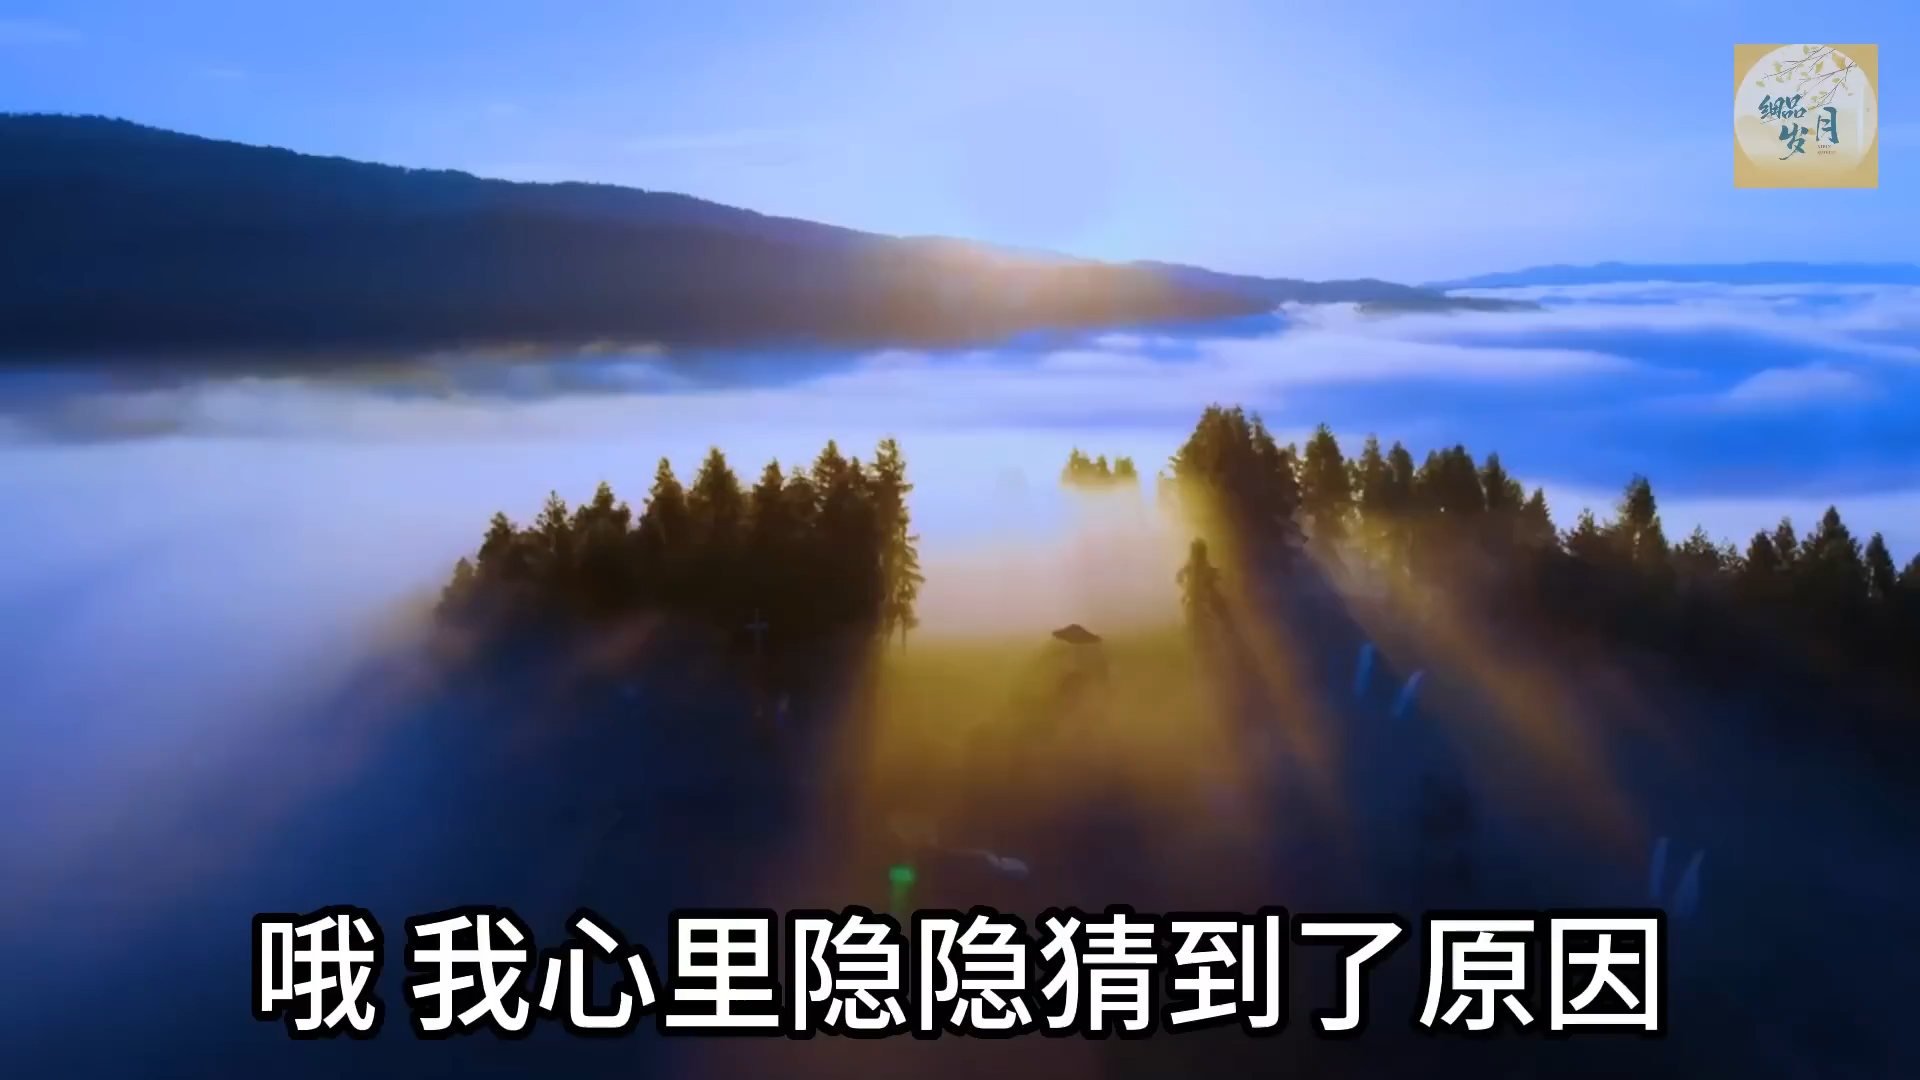 细品
岁月
哦 我心里隐隐猜到了原因